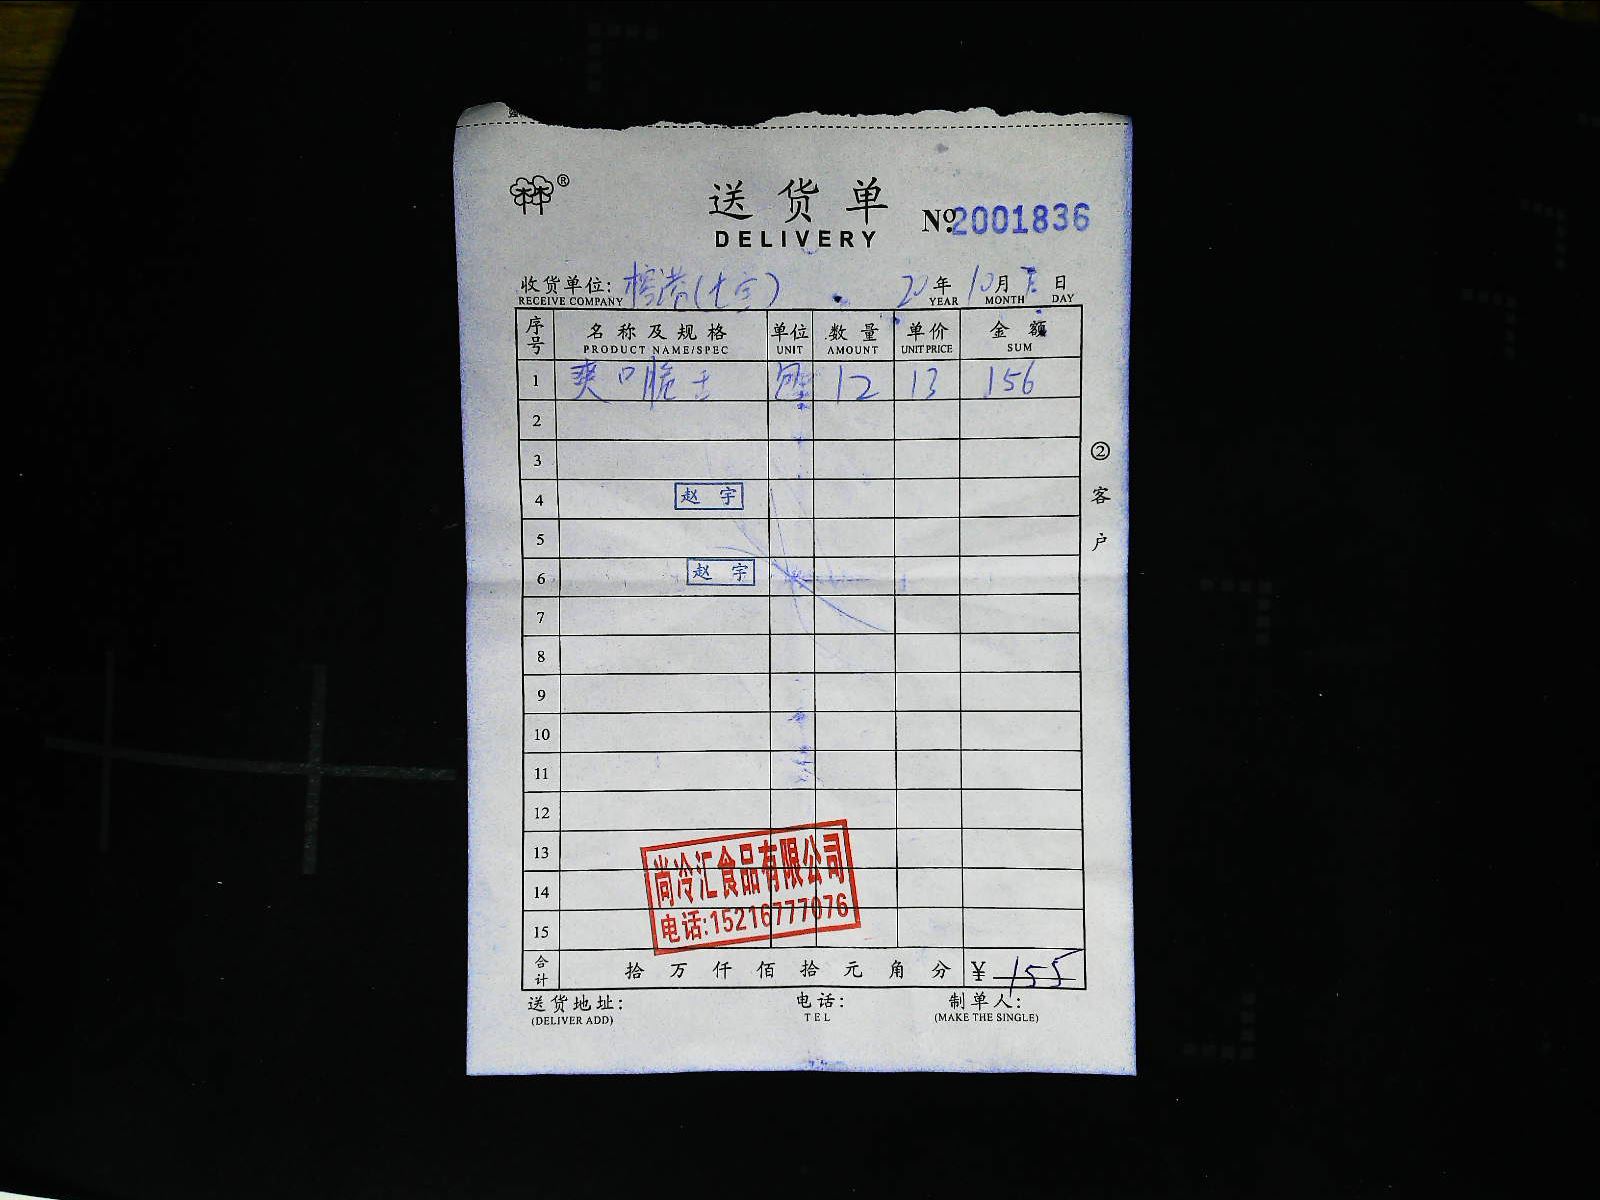 林®
送货单
DELIVERY
№2001836
收货单位: 20年10月 日
RECEIVE COMPANY YEAR MONTH DAY
序号 名称及规格 单位 数量 单价 金额
PRODUCT NAME/SPEC UNIT AMOUNT UNIT PRICE SUM
1 爽口脆 包 12 13 156
2
3
4 赵宇
5
6 赵宇
7
8
9
10
11
12
13
14
15
尚冷汇食品有限公司
电话:15216777076
合计 拾万仟佰拾元角分 ¥ 155
送货地址: 电话: 制单人:
(DELIVER ADD) TEL (MAKE THE SINGLE)
②客户